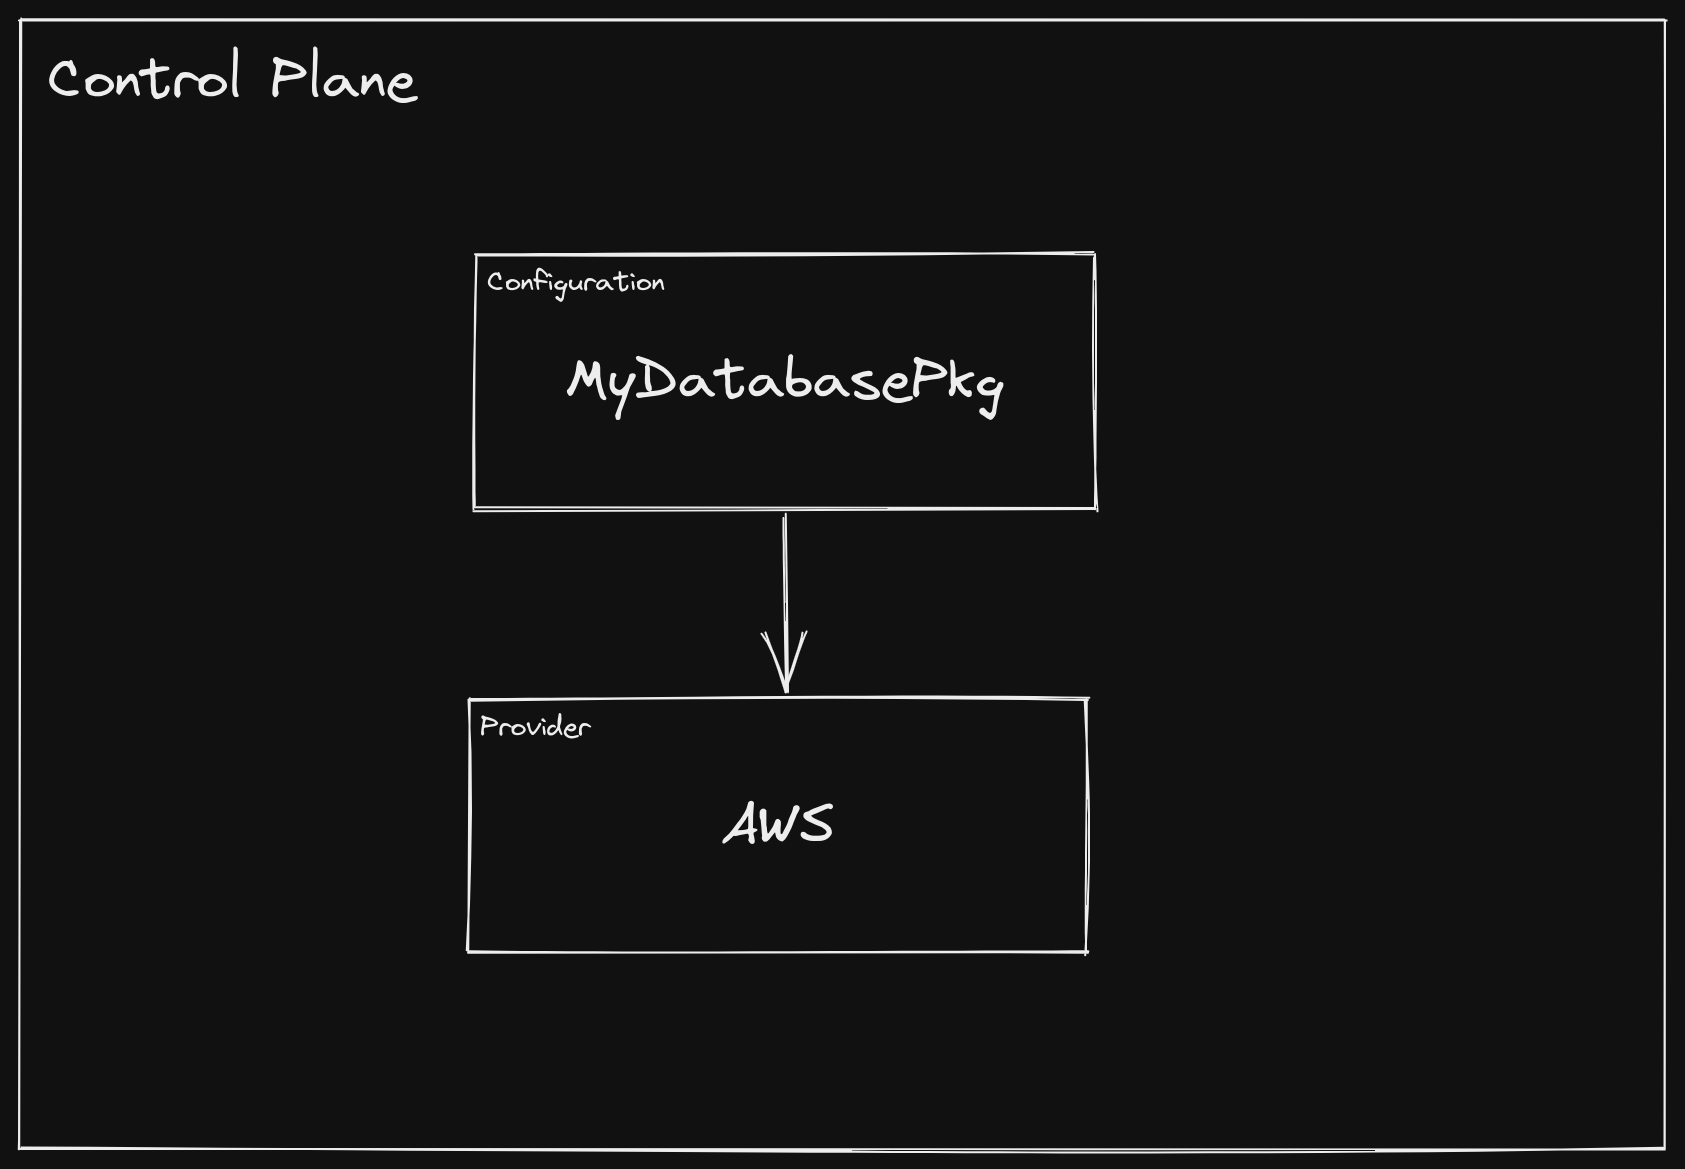 Control Plane
Configuration
MyDatabasePkg
Provider
AWS